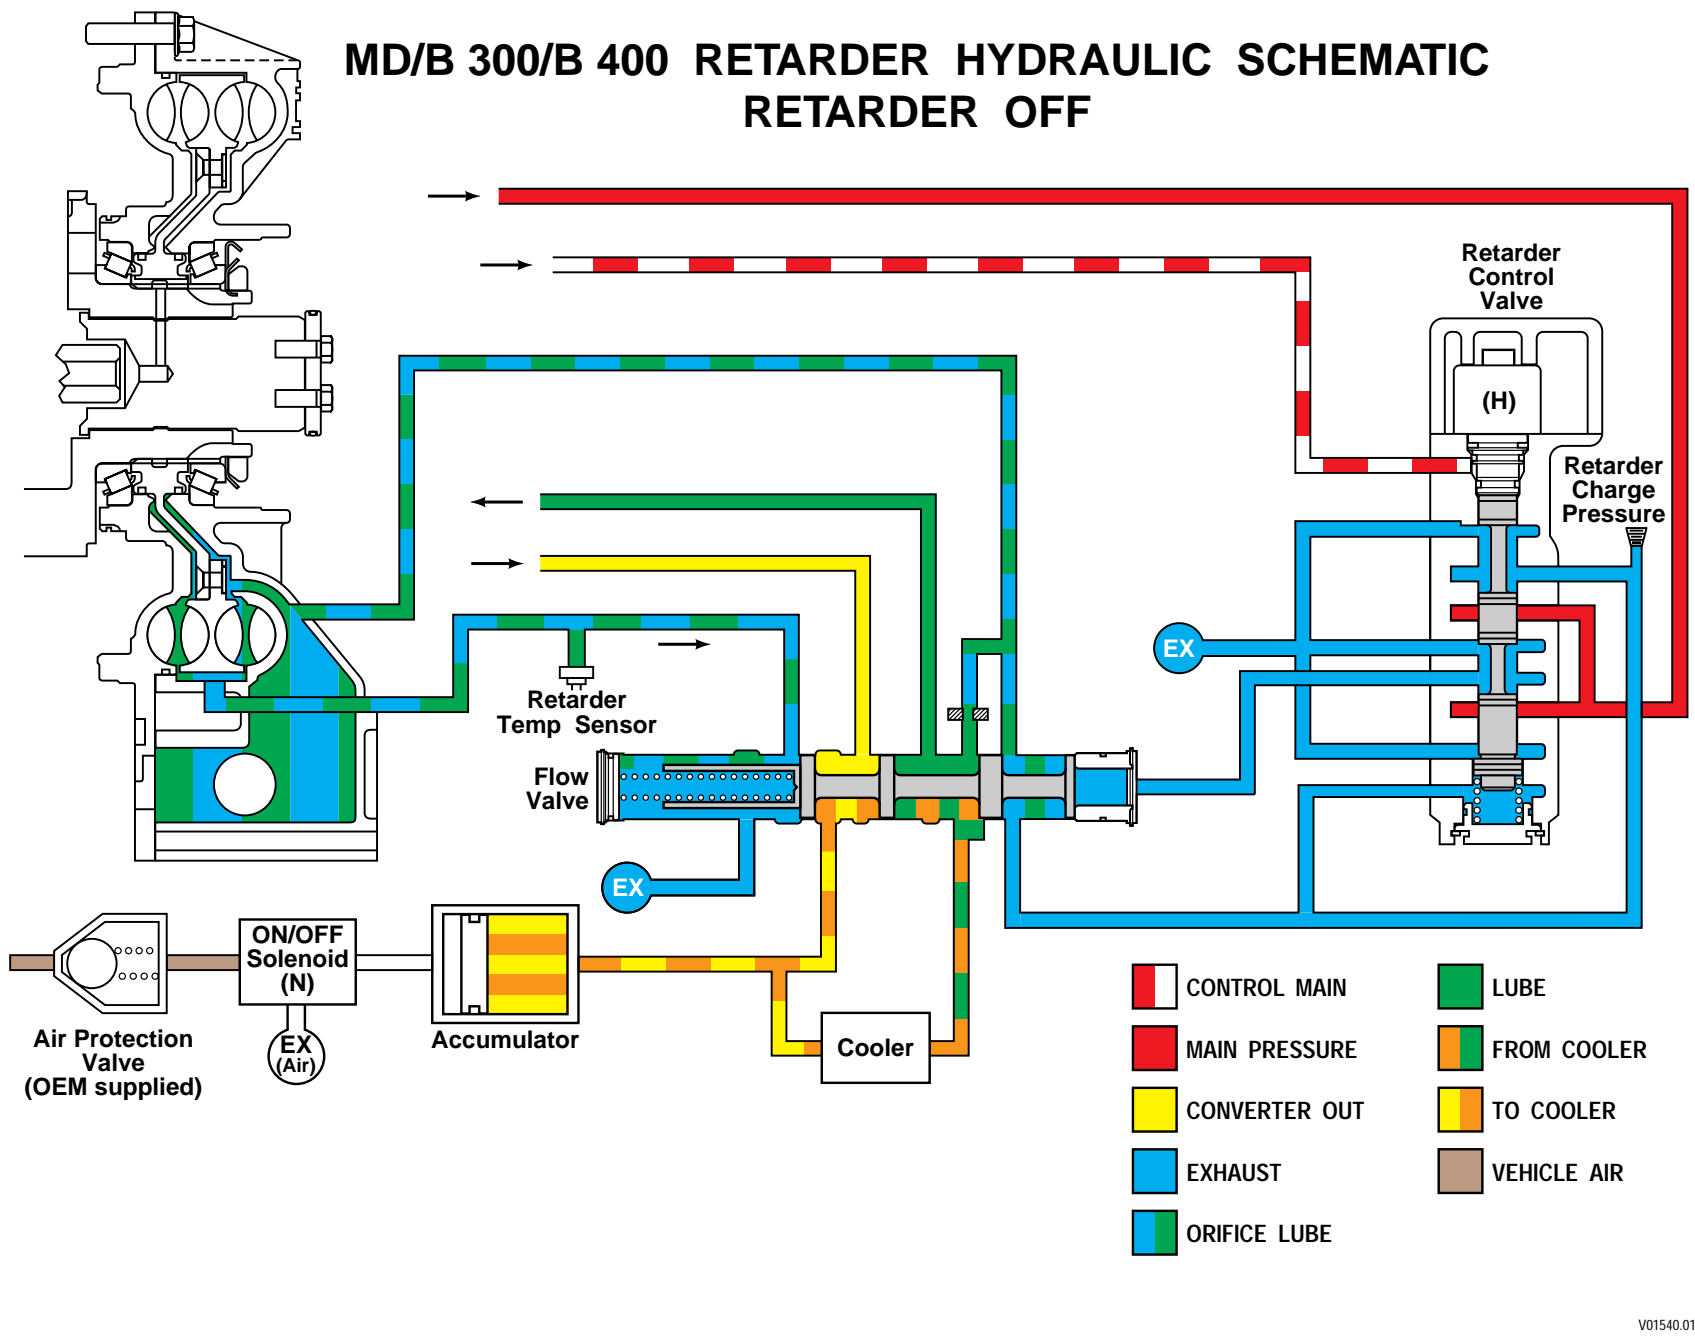 MD/B 300/B 400 RETARDER HYDRAULIC SCHEMATIC
RETARDER OFF
Retarder
Control
Valve
(H)
Retarder
Charge
Pressure
EX
Retarder
Temp Sensor
Flow
Valve
EX
ON/OFF
Solenoid
(N)
EX
(Air)
Air Protection
Valve
(OEM supplied)
Accumulator
Cooler
CONTROL MAIN
MAIN PRESSURE
CONVERTER OUT
EXHAUST
ORIFICE LUBE
LUBE
FROM COOLER
TO COOLER
VEHICLE AIR
V01540.01